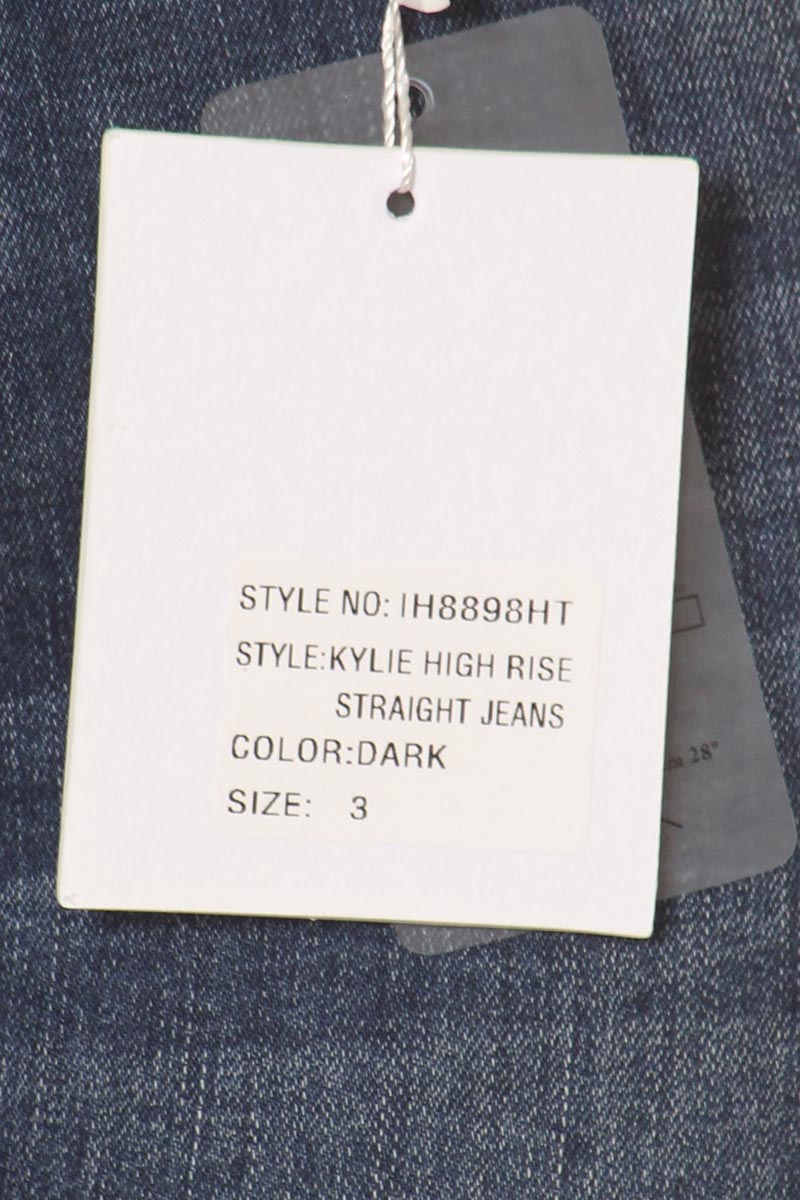 STYLE NO: IH8898HT
STYLE:KYLIE HIGH RISE
STRAIGHT JEANS
COLOR:DARK
SIZE: 3
28"